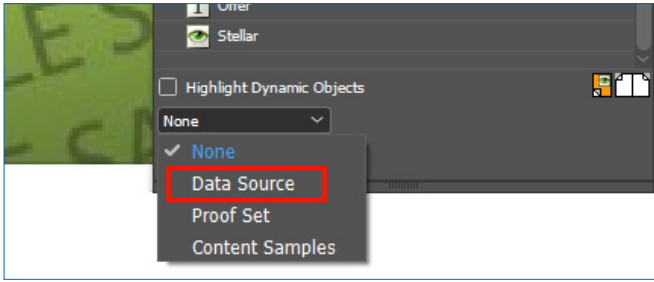 Offer
Stellar
Highlight Dynamic Objects
None
None
Data Source
Proof Set
Content Samples